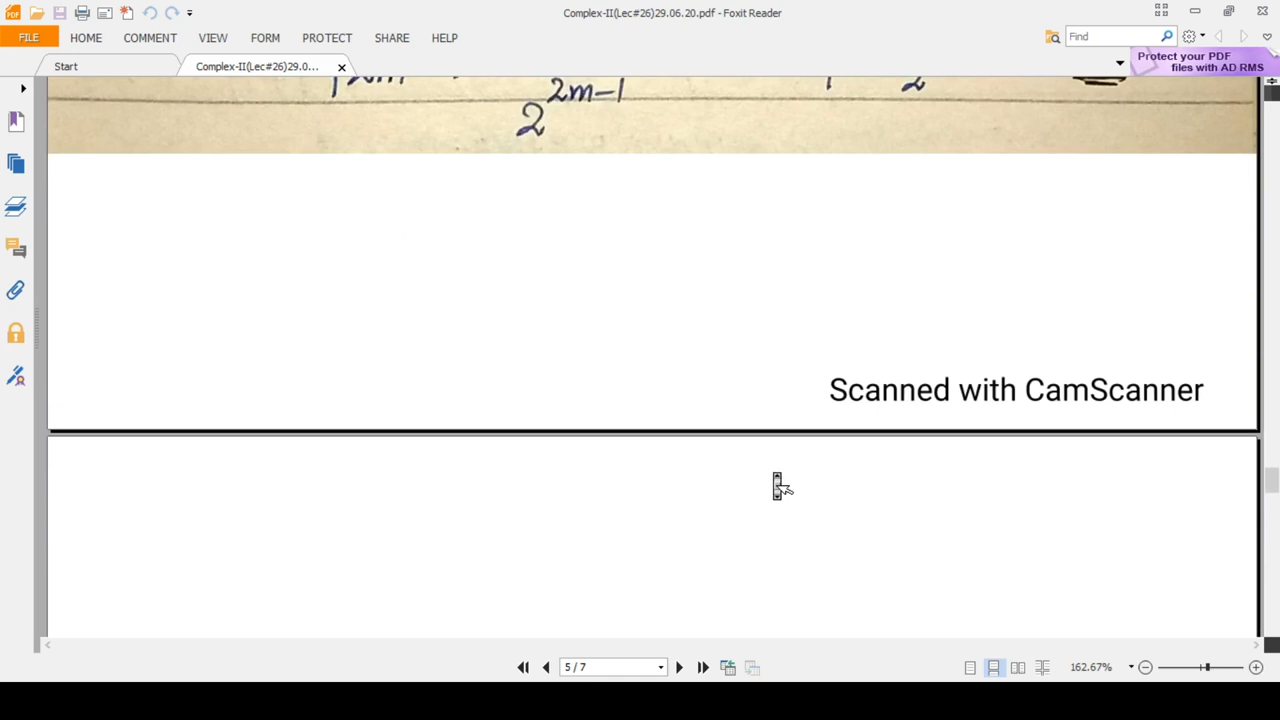 Complex-II(Lec#26)29.06.20.pdf - Foxit Reader
FILE HOME COMMENT VIEW FORM PROTECT SHARE HELP
Find
Protect your PDF
files with AD RMS
Start
Complex-II(Lec#26)29.0...
2m-1
2
2
Scanned with CamScanner
5 / 7
162.67%